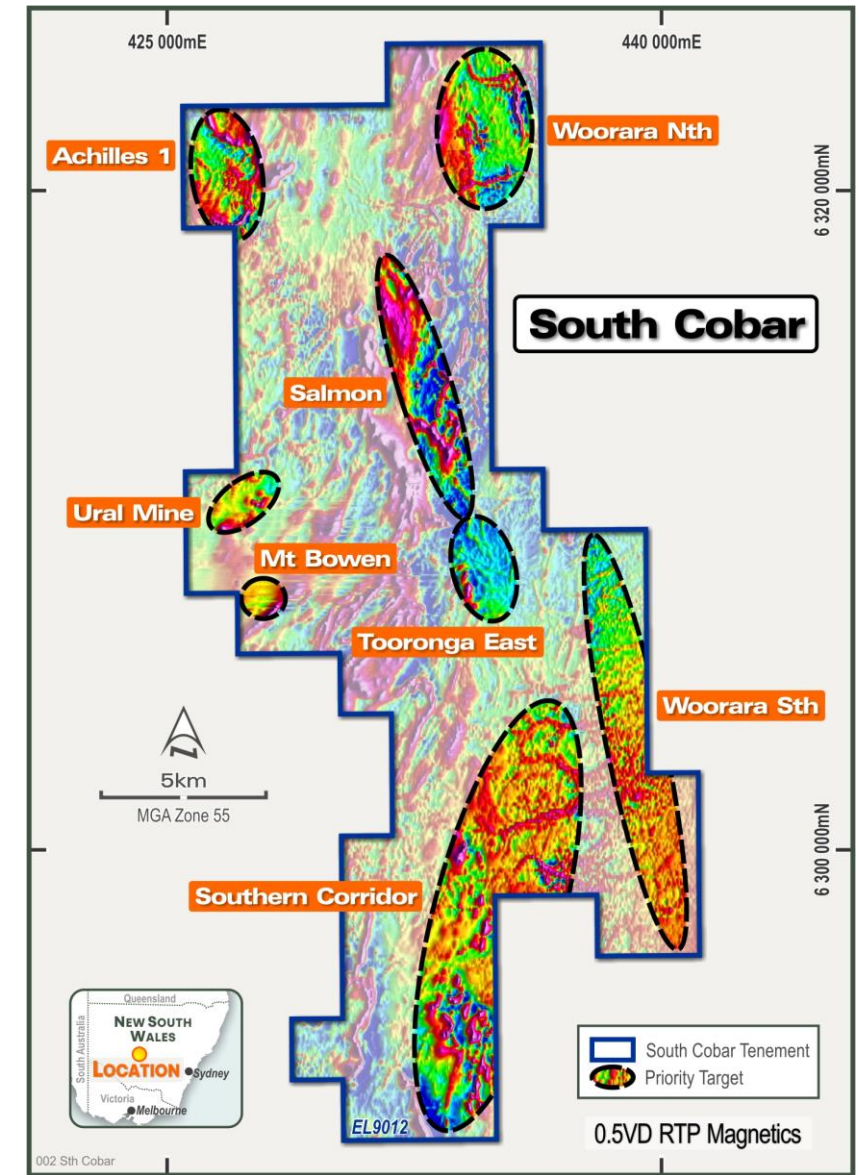 425 000mE
440 000mE
Woorara Nth
Achilles 1
6 320 000mN
South Cobar
Salmon
Ural Mine
Mt Bowen
Tooronga East
Woorara Sth
N
5km
MGA Zone 55
6 300 000mN
Southern Corridor
Queensland
NEW SOUTH
WALES
South Australia
LOCATION
Sydney
Victoria
Melbourne
EL9012
South Cobar Tenement
Priority Target
0.5VD RTP Magnetics
002 Sth Cobar